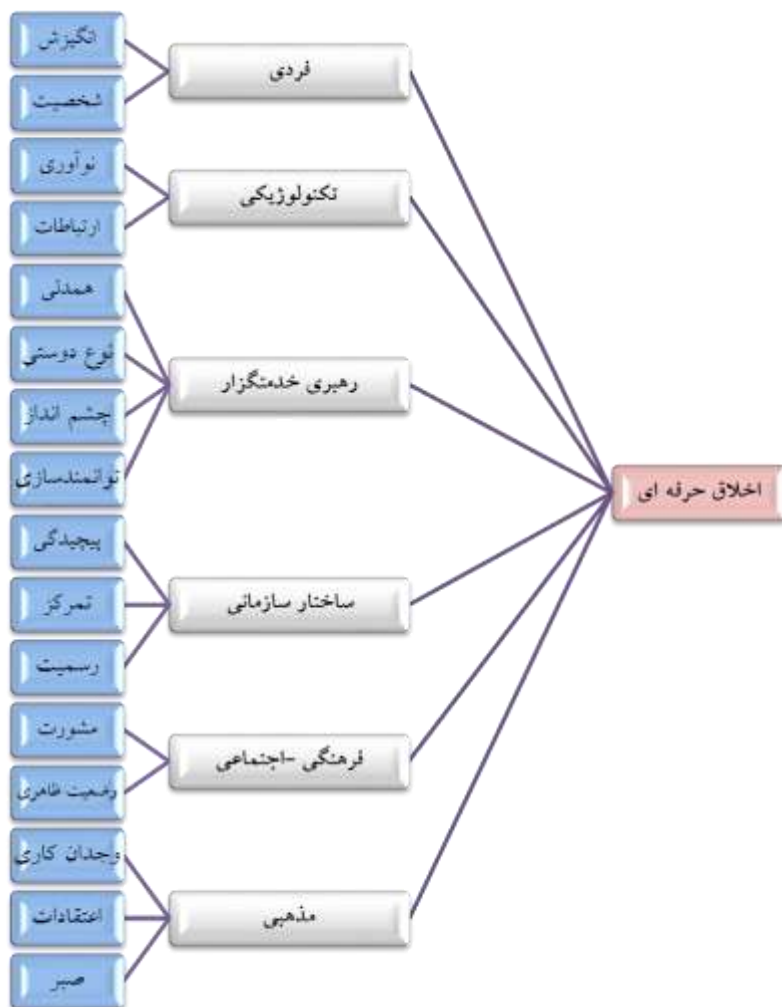 اخلاق حرفه ای
فردی
انگیزش
شخصیت
تکنولوژیکی
نوآوری
ارتباطات
رهبری خدمتگزار
همدلی
نوع دوستی
چشم انداز
توانمندسازی
ساختار سازمانی
پیچیدگی
تمرکز
رسمیت
فرهنگی -اجتماعی
مشورت
وضعیت ظاهری
مذهبی
وجدان کاری
اعتقادات
صبر